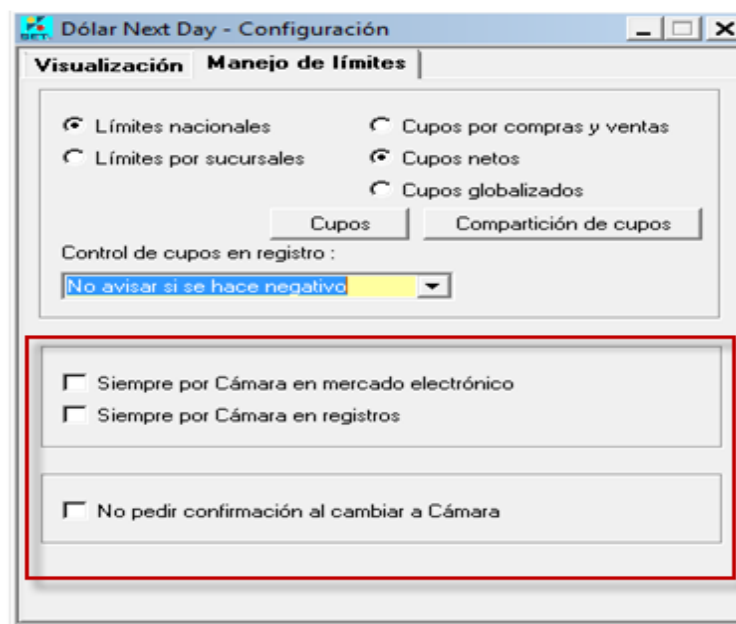 Dólar Next Day - Configuración
Visualización Manejo de límites
Límites nacionales Cupos por compras y ventas
Límites por sucursales Cupos netos
Cupos globalizados
Cupos Compartición de cupos
Control de cupos en registro :
No avisar si se hace negativo
Siempre por Cámara en mercado electrónico
Siempre por Cámara en registros
No pedir confirmación al cambiar a Cámara